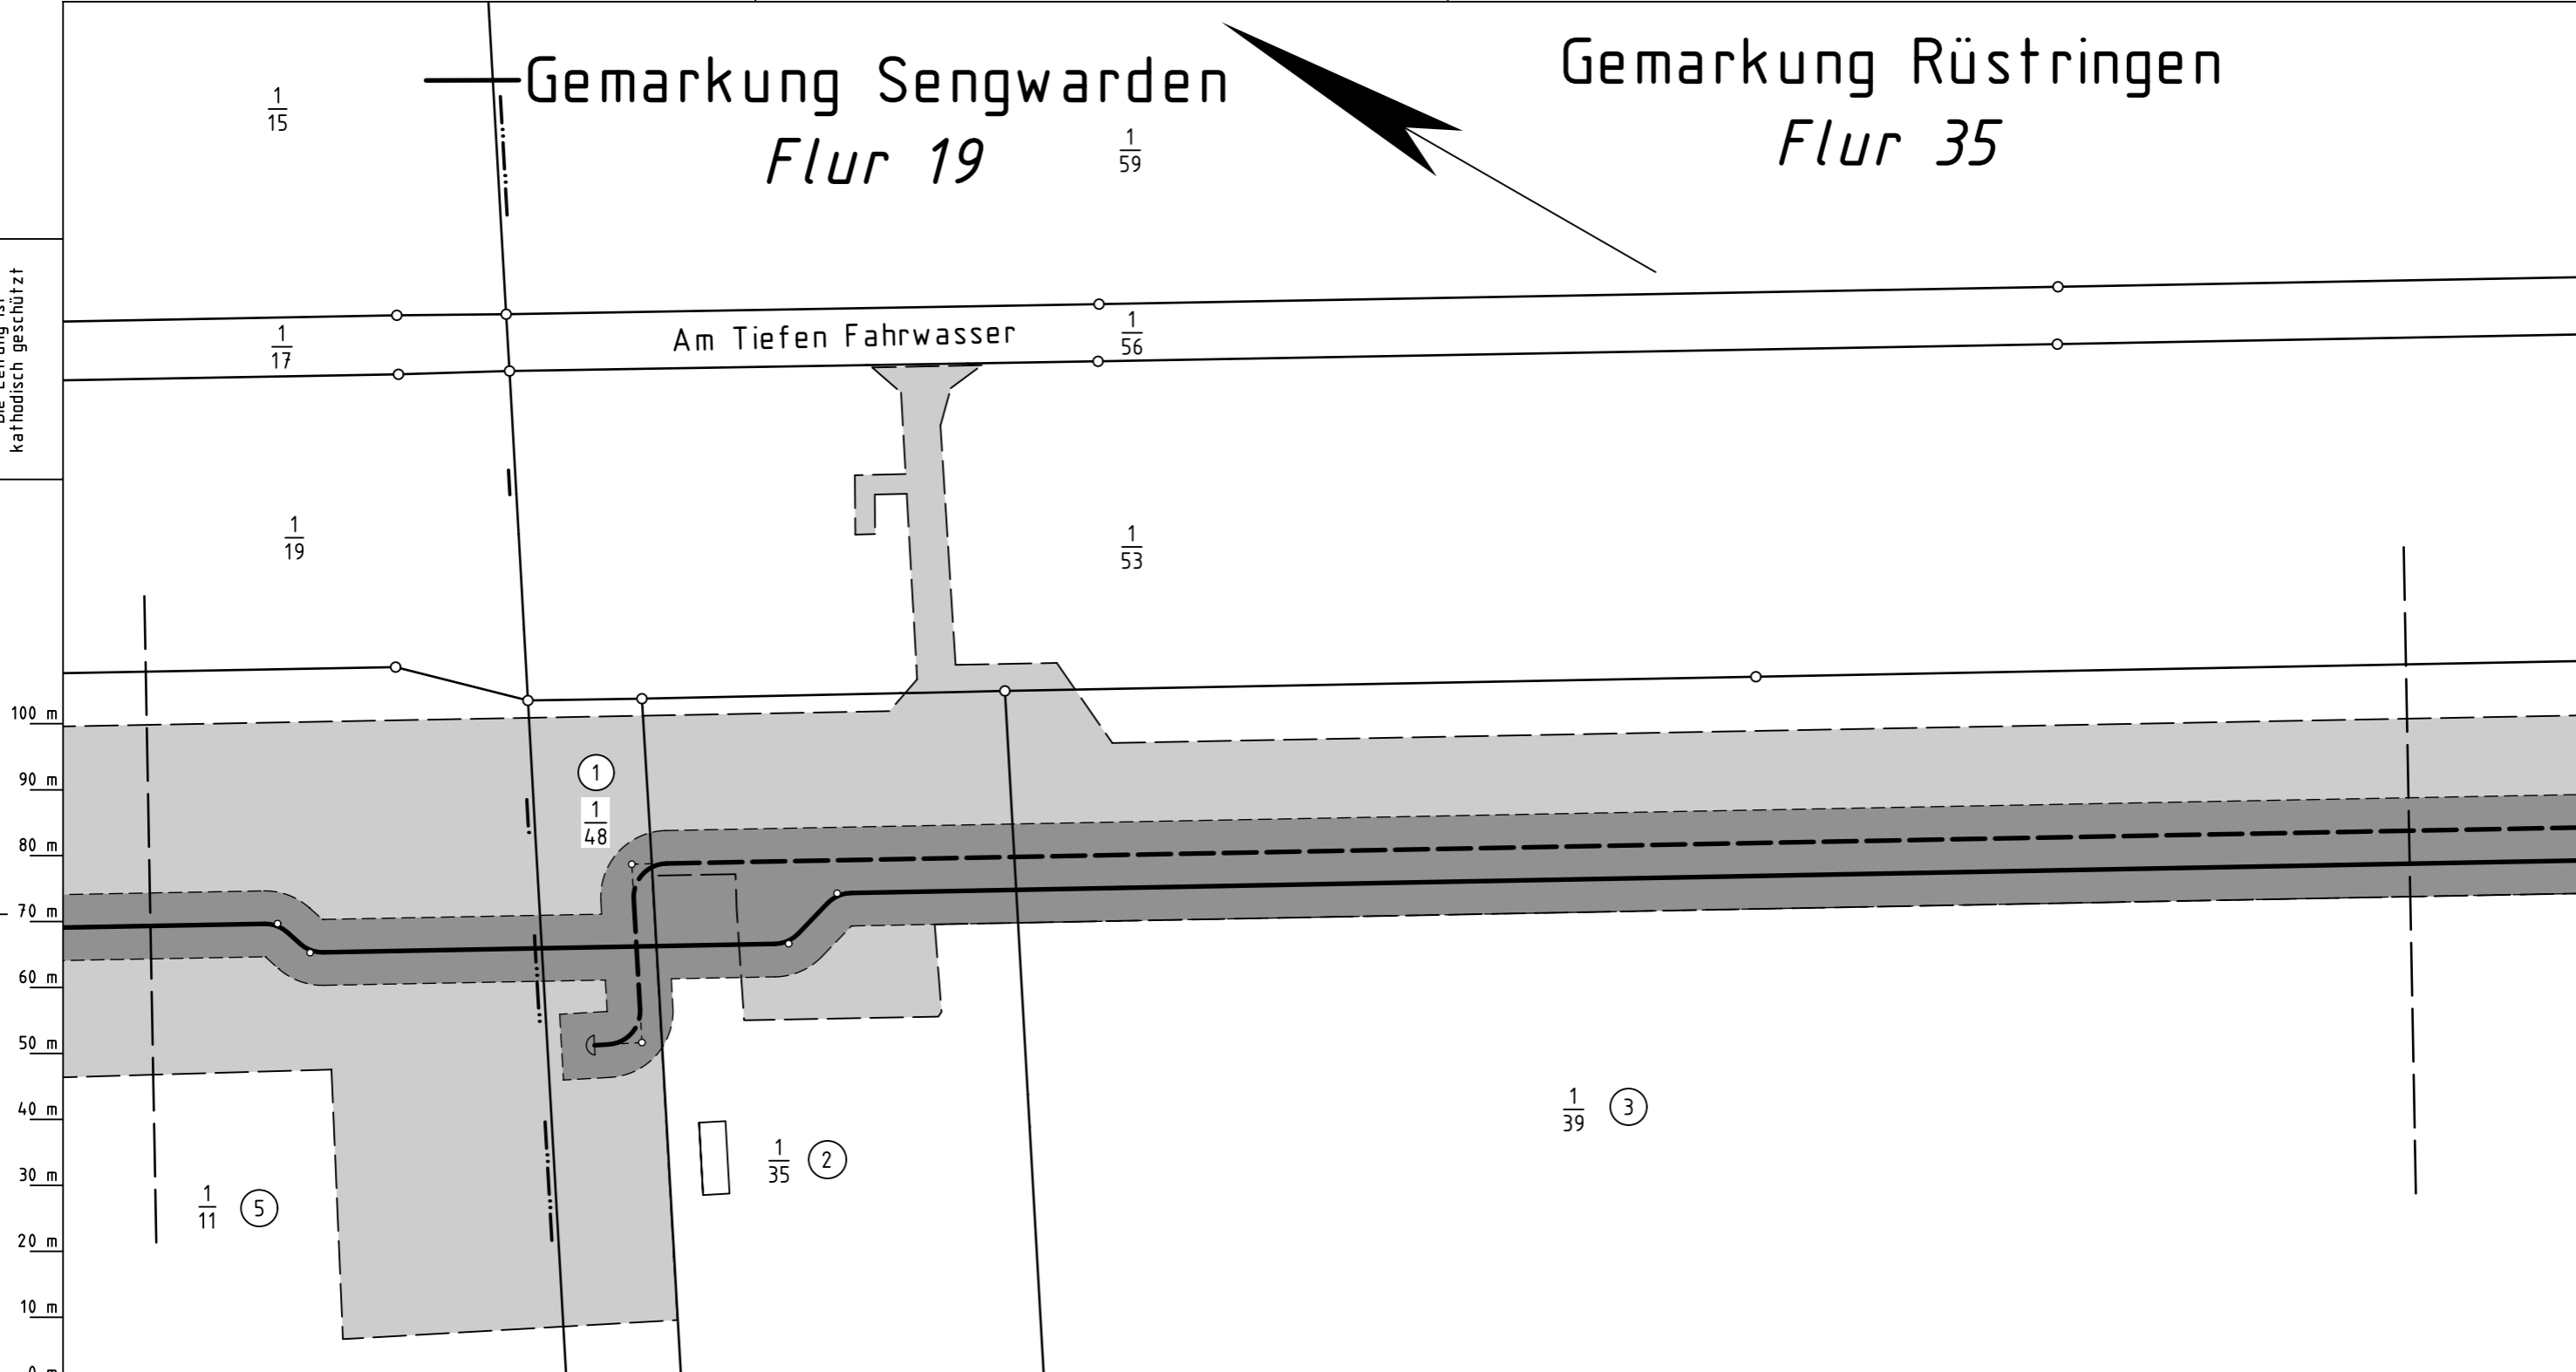 Gemarkung Sengwarden
Flur 19
Gemarkung Rüstringen
Flur 35
1
15
1
59
kathodisch geschützt
1
17
Am Tiefen Fahrwasser
1
56
1
19
1
53
100 m
90 m
80 m
70 m
60 m
50 m
40 m
30 m
20 m
10 m
1
1
48
1
39
3
1
35
2
1
11
5